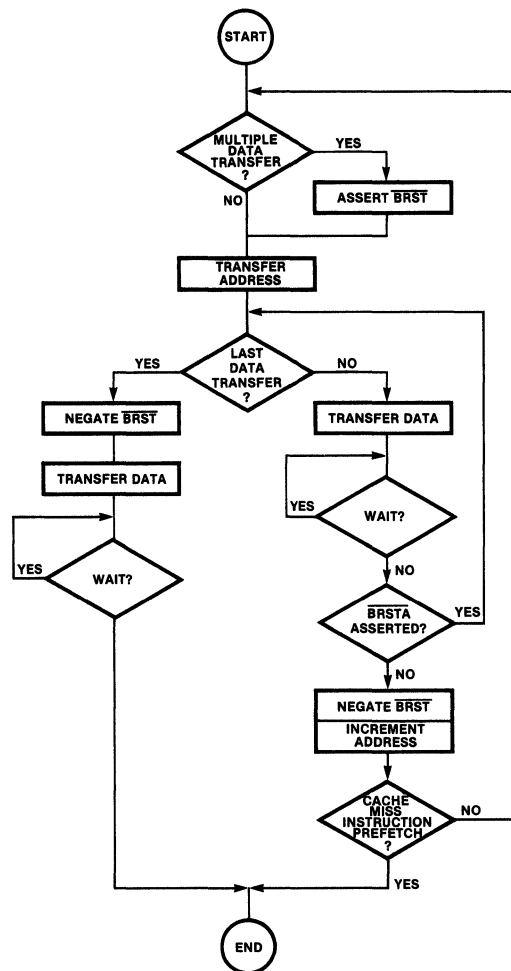 START
MULTIPLE
DATA
TRANSFER
?
YES
ASSERT BRST
NO
TRANSFER
ADDRESS
YES
LAST
DATA
TRANSFER
?
NO
NEGATE BRST
TRANSFER DATA
TRANSFER DATA
YES
WAIT?
YES
WAIT?
NO
BRSTA
ASSERTED?
YES
NO
NEGATE BRST
INCREMENT
ADDRESS
CACHE
MISS
INSTRUCTION
PREFETCH
?
NO
YES
END